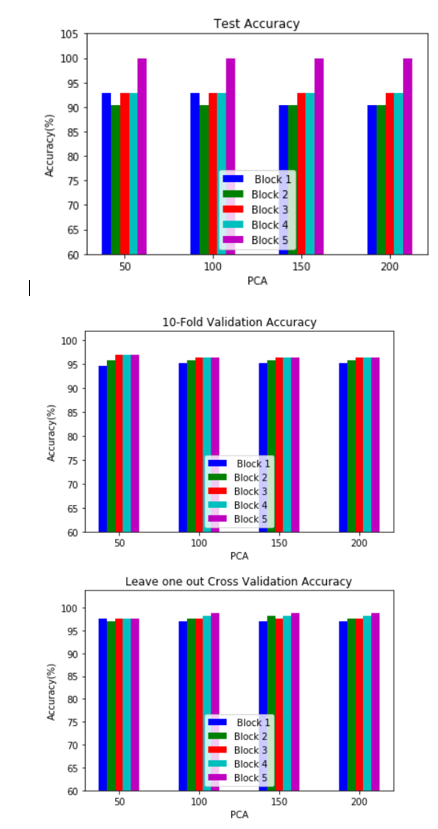 Test Accuracy
105
100
95
90
85
80
75
70
65
60
Accuracy(%)
Block 1
Block 2
Block 3
Block 4
Block 5
50 100 150 200
PCA
10-Fold Validation Accuracy
100
95
90
85
80
75
70
65
60
Accuracy(%)
Block 1
Block 2
Block 3
Block 4
Block 5
50 100 150 200
PCA
Leave one out Cross Validation Accuracy
100
95
90
85
80
75
70
65
60
Accuracy(%)
Block 1
Block 2
Block 3
Block 4
Block 5
50 100 150 200
PCA